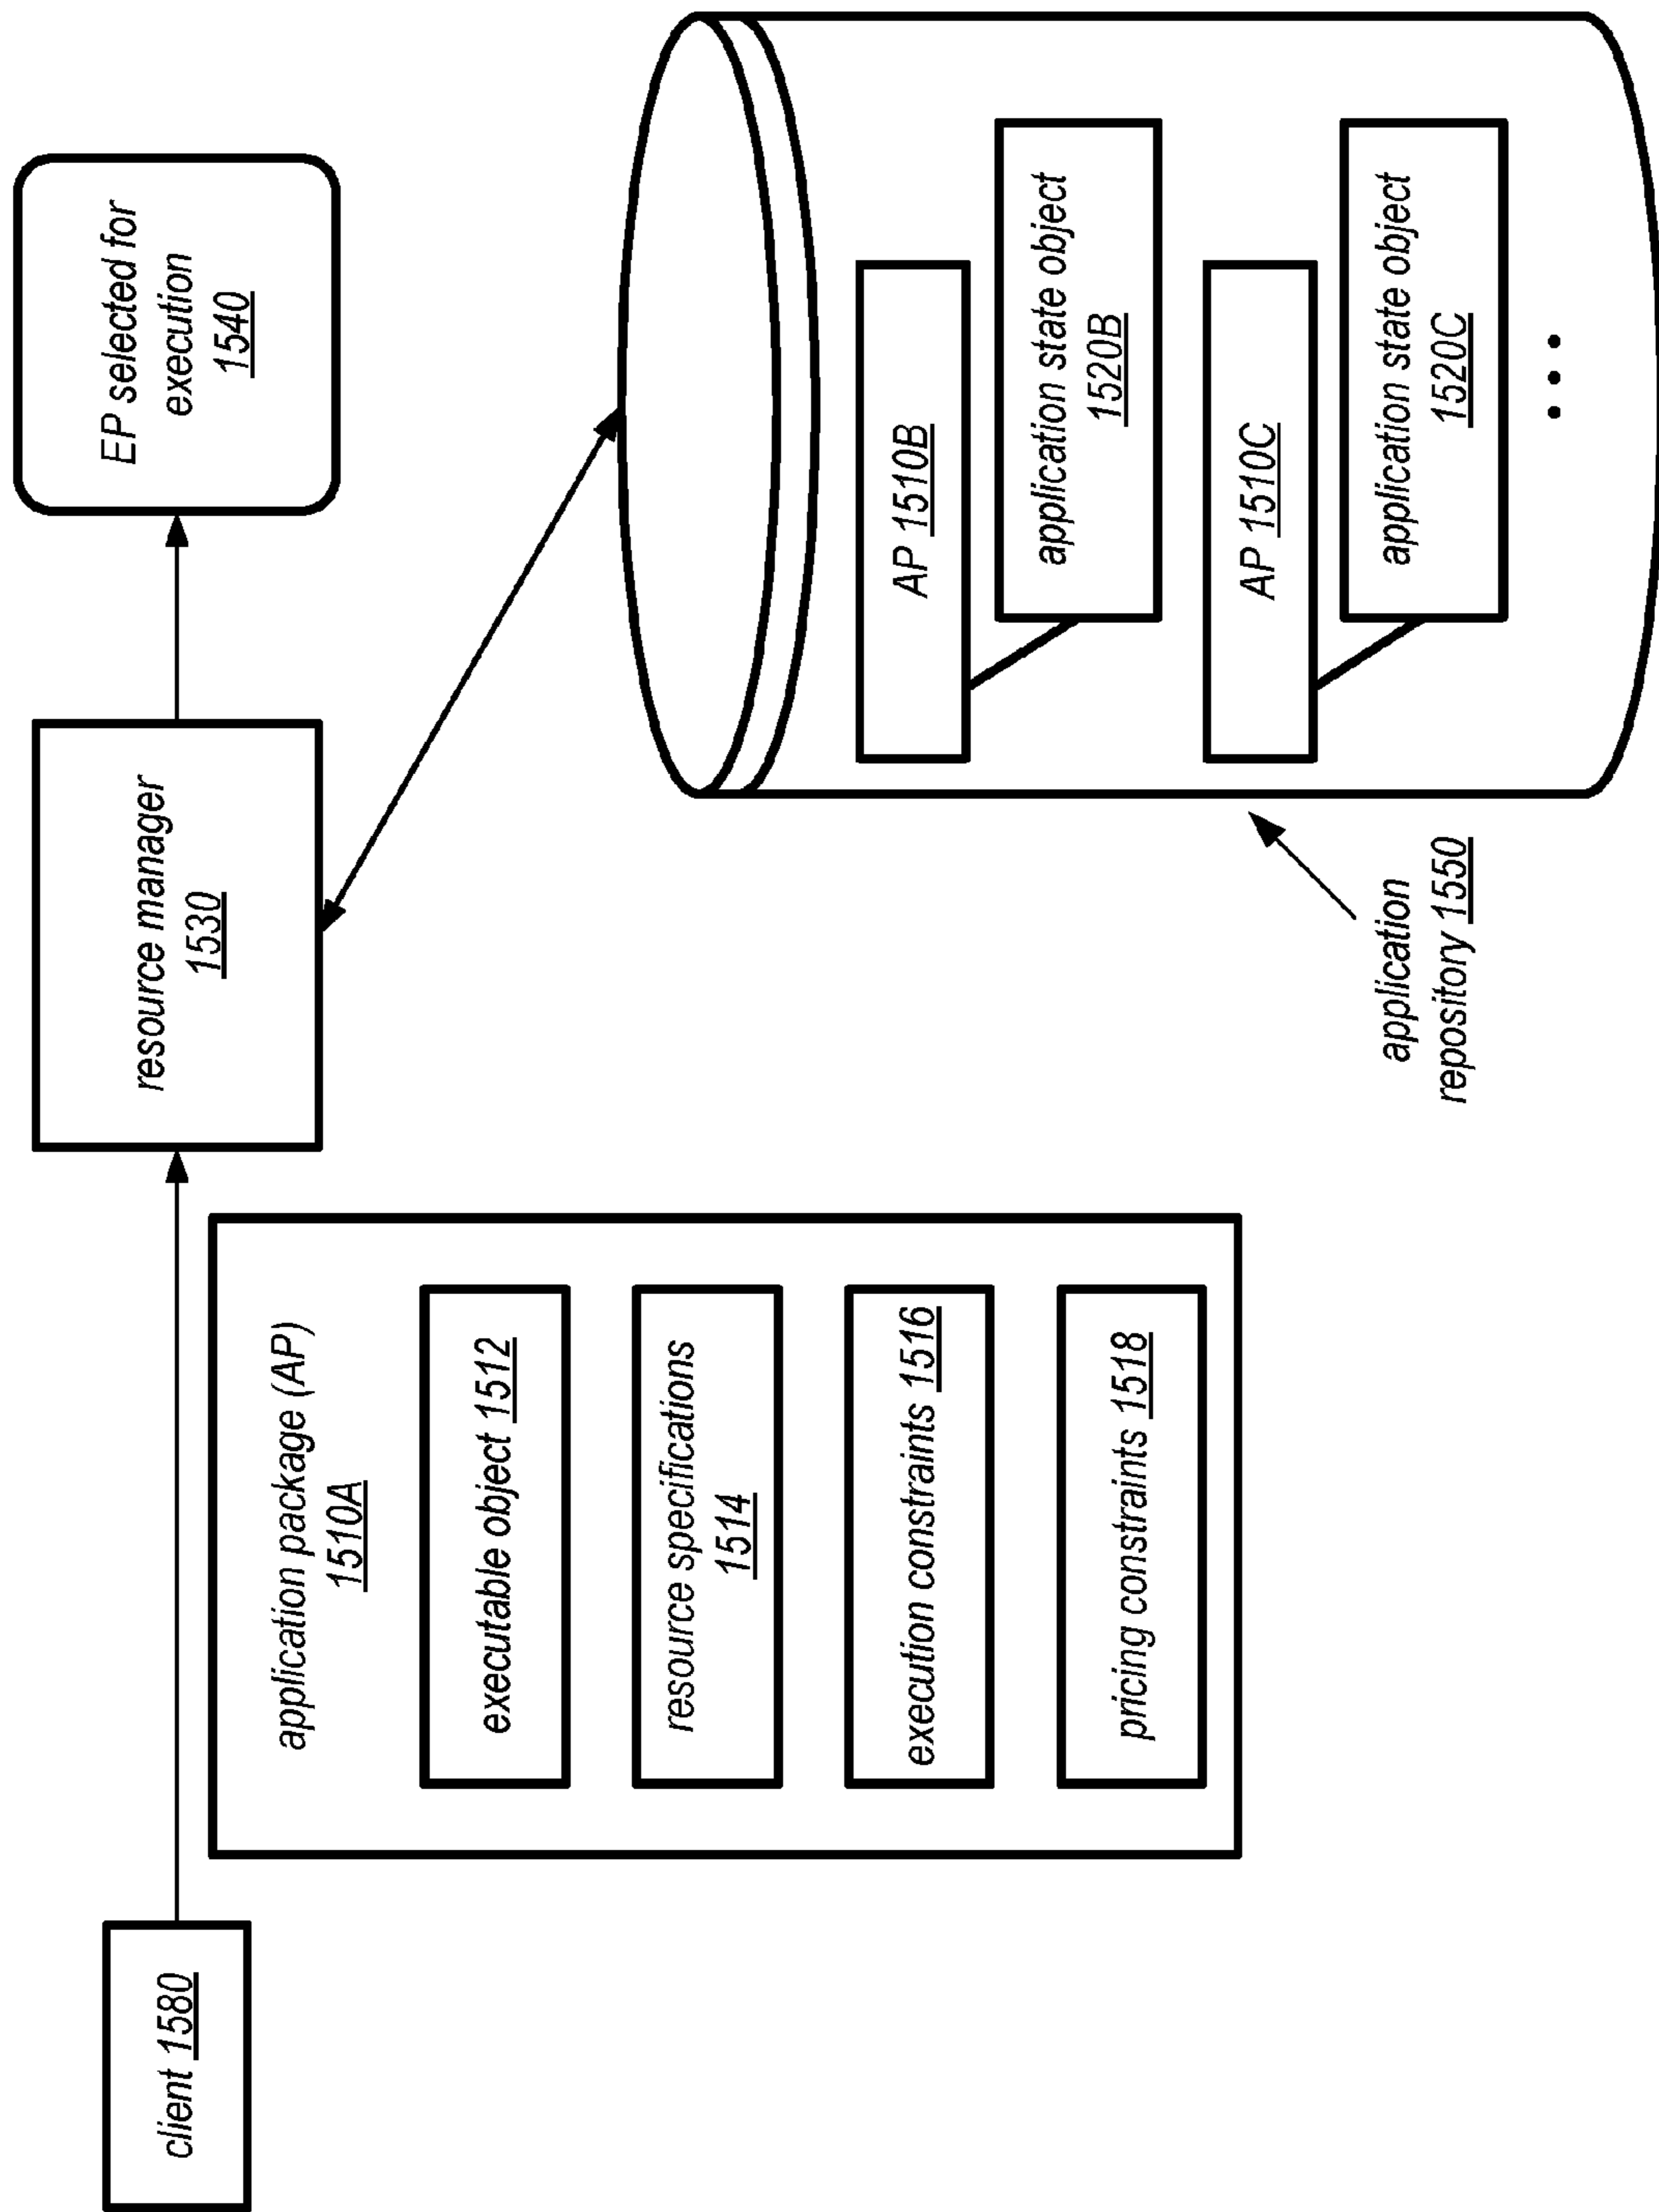 client 1580
resource manager
1530
EP selected for
execution
1540
application package (AP)
1510A
executable object 1512
resource specifications
1514
execution constraints 1516
pricing constraints 1518
AP 1510B
application state object
1520B
AP 1510C
application state object
1520C
...
application
repository 1550